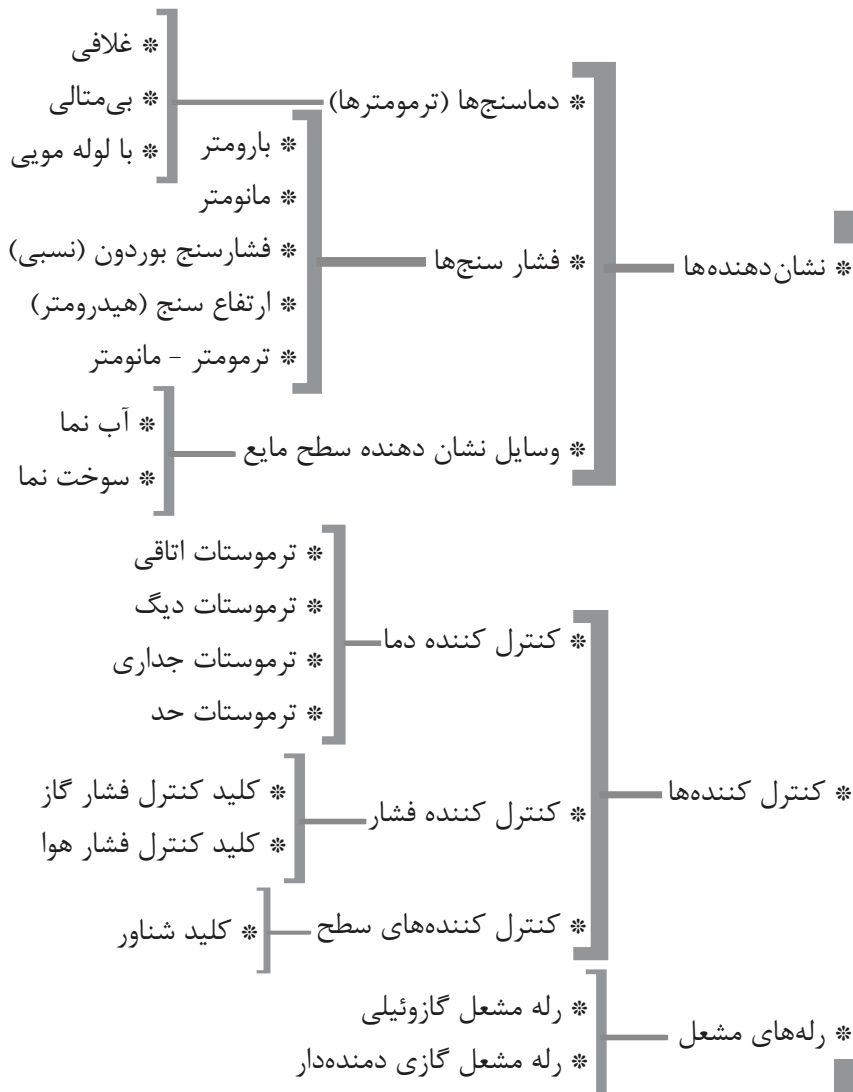 * نشان‌دهنده‌ها
* دماسنج‌ها (ترمومترها)
* غلافی
* بی‌متالی
* با لوله مویی
* فشار سنج‌ها
* بارومتر
* مانومتر
* فشارسنج بوردون (نسبی)
* ارتفاع سنج (هیدرومتر)
* ترمومتر – مانومتر
* وسایل نشان دهنده سطح مایع
* آب نما
* سوخت نما
* کنترل کننده‌ها
* کنترل کننده دما
* ترموستات اتاقی
* ترموستات دیگ
* ترموستات جداری
* ترموستات حد
* کنترل کننده فشار
* کلید کنترل فشار گاز
* کلید کنترل فشار هوا
* کنترل کننده‌های سطح
* کلید شناور
* رله‌های مشعل
* رله مشعل گازوئیلی
* رله مشعل گازی دمنده‌دار